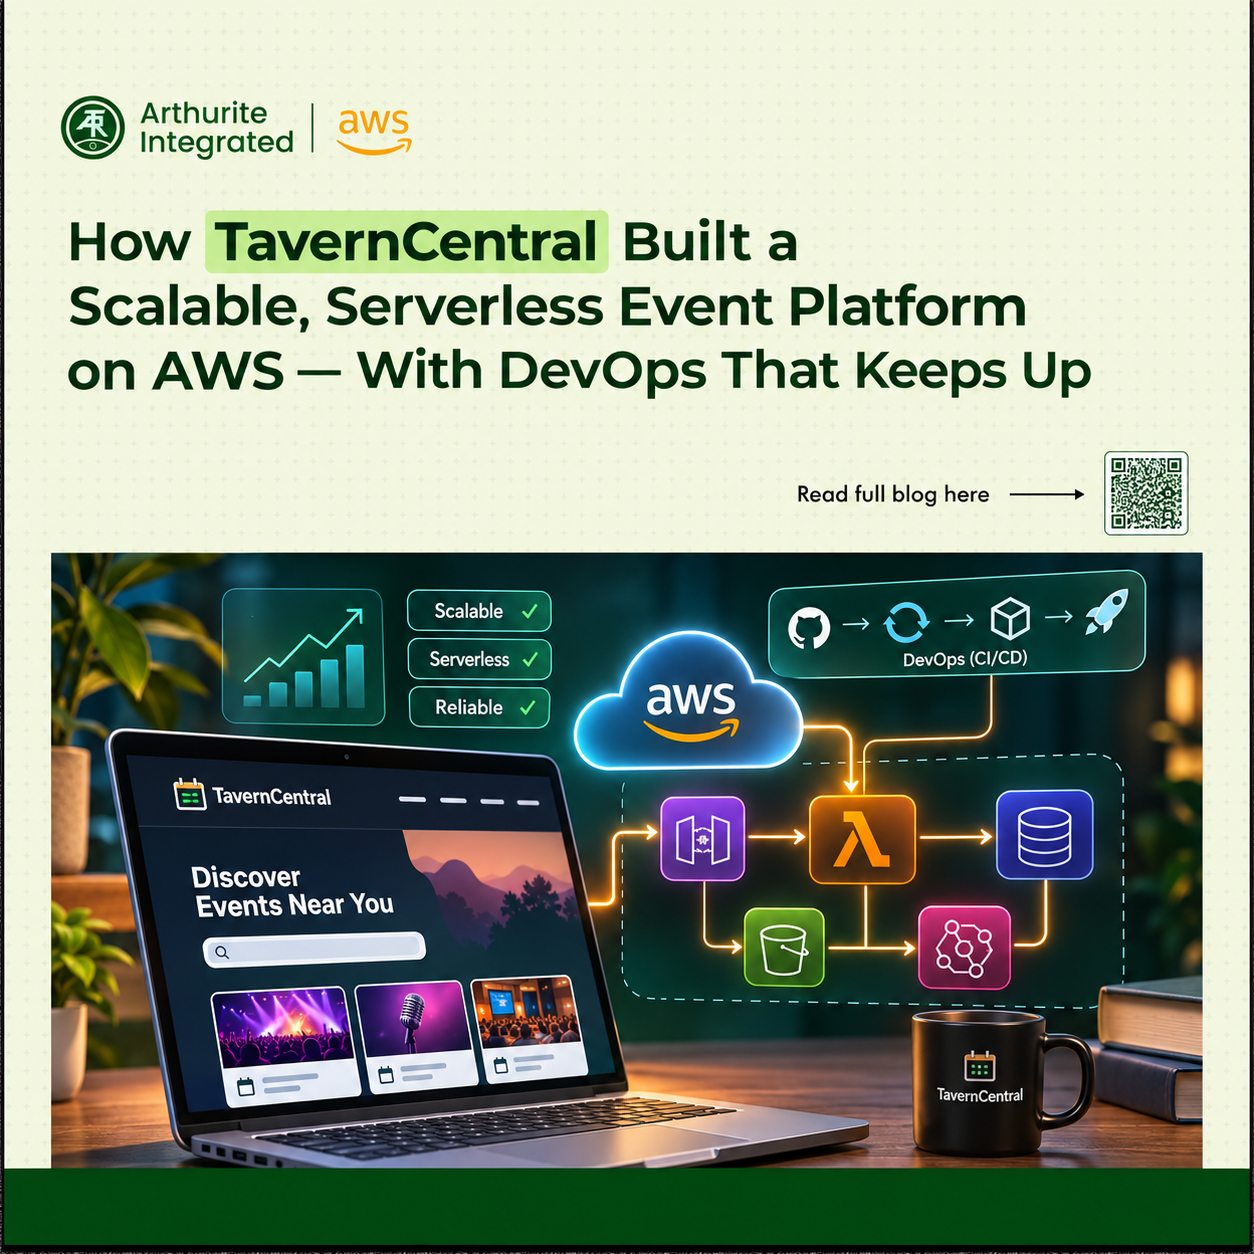 Arthurite
Integrated
aws
How TavernCentral Built a
Scalable, Serverless Event Platform
on AWS — With DevOps That Keeps Up
Read full blog here
Scalable
Serverless
Reliable
DevOps (CI/CD)
aws
TavernCentral
Discover
Events Near You
TavernCentral